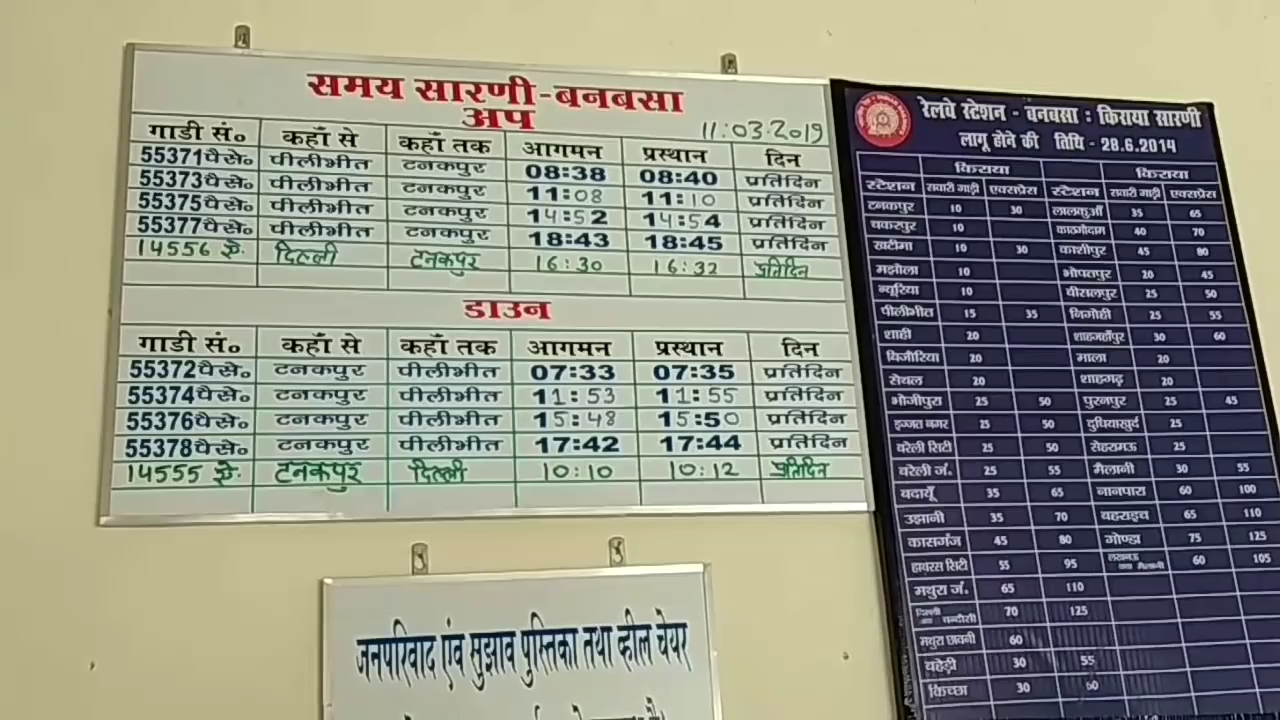 समय सारणी-बनबसा
अप
11.03.2019
गाडी सं० कहाँ से कहाँ तक आगमन प्रस्थान दिन
55371पैसे० पीलीभीत टनकपुर 08:38 08:40 प्रतिदिन
55373पैसे० पीलीभीत टनकपुर 11:08 11:10 प्रतिदिन
55375पैसे० पीलीभीत टनकपुर 14:52 14:54 प्रतिदिन
55377पैसे० पीलीभीत टनकपुर 18:43 18:45 प्रतिदिन
14556 ऐ. दिल्ली टनकपुर 16:30 16:32 प्रतिदिन
डाउन
गाडी सं० कहाँ से कहाँ तक आगमन प्रस्थान दिन
55372पैसे० टनकपुर पीलीभीत 07:33 07:35 प्रतिदिन
55374पैसे० टनकपुर पीलीभीत 11:53 11:55 प्रतिदिन
55376पैसे० टनकपुर पीलीभीत 15:48 15:50 प्रतिदिन
55378पैसे० टनकपुर पीलीभीत 17:42 17:44 प्रतिदिन
14555 ऐ. टनकपुर दिल्ली 10:10 10:12 प्रतिदिन
रेलवे स्टेशन - बनबसा : किराया सारणी
लागू होने की तिथि - 28.6.2014
किराया किराया
स्टेशन सवारी गाड़ी एक्सप्रेस स्टेशन सवारी गाड़ी एक्सप्रेस
टनकपुर 10 30 लालकुआँ 35 65
चकरपुर 10 काठगोदाम 40 70
खटीमा 10 30 काशीपुर 45 80
मझोला 10 भोपतपुर 20 45
न्यूरिया 10 बीसलपुर 25 50
पीलीभीत 15 35 निगोही 25 55
शाही 20 शाहजहाँपुर 30 60
बिजौरिया 20 माला 20
सेंथल 20 शाहगढ़ 20
भोजीपुरा 25 50 पुरनपुर 25 45
इज्जत नगर 25 50 दुधियाखुर्द 25
बरेली सिटी 25 50 सेहरामऊ 25
बरेली जं. 25 55 मैलानी 30 55
बदायूँ 35 65 नानपारा 60 100
उझानी 35 70 बहराइच 65 110
कासगंज 45 80 गोण्डा 75 125
हाथरस सिटी 55 95 लखनऊ मैलानी 60 105
मथुरा जं. 65 110
दिल्ली चन्दौसी 70 125
मथुरा छावनी 60
बहेड़ी 30 55
किच्छा 30 60
जनपरिवाद एंव सुझाव पुस्तिका तथा व्हील चेयर